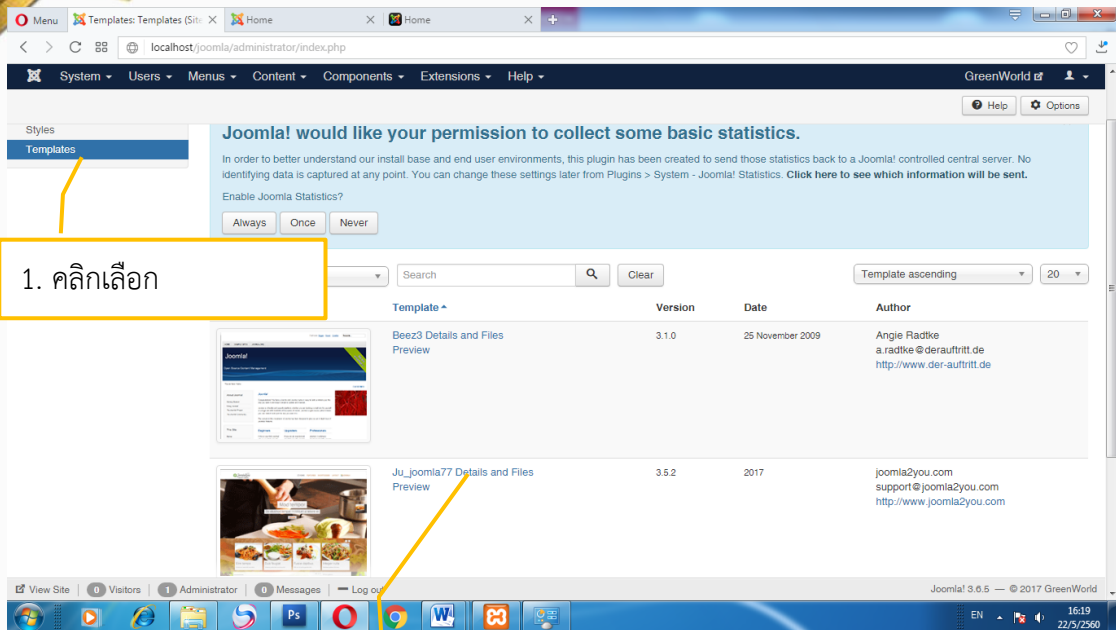 Menu
Templates: Templates (Site
Home
Home
localhost/joomla/administrator/index.php
System Users Menus Content Components Extensions Help GreenWorld
Help Options
Styles
Templates
Joomla! would like your permission to collect some basic statistics.
In order to better understand our install base and end user environments, this plugin has been created to send those statistics back to a Joomla! controlled central server. No
identifying data is captured at any point. You can change these settings later from Plugins > System - Joomla! Statistics. Click here to see which information will be sent.
Enable Joomla Statistics?
Always Once Never
1. คลิกเลือก
Search Clear Template ascending 20
Template Version Date Author
Beez3 Details and Files 3.1.0 25 November 2009 Angie Radtke
Preview a.radtke@derauftritt.de
http://www.der-auftritt.de
Joomla!
Ju_joomla77 Details and Files 3.5.2 2017 joomla2you.com
Preview support@joomla2you.com
http://www.joomla2you.com
View Site 0 Visitors 1 Administrator 0 Messages Log out Joomla! 3.6.5 — © 2017 GreenWorld
Ps
W
EN 16:19
22/5/2560